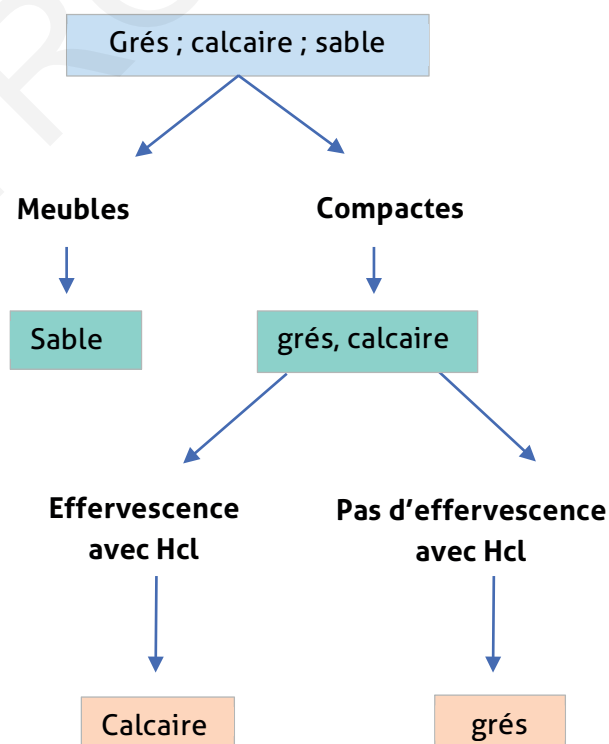 Grés ; calcaire ; sable
Meubles
Compactes
Sable
grés, calcaire
Effervescence
avec Hcl
Pas d'effervescence
avec Hcl
Calcaire
grés